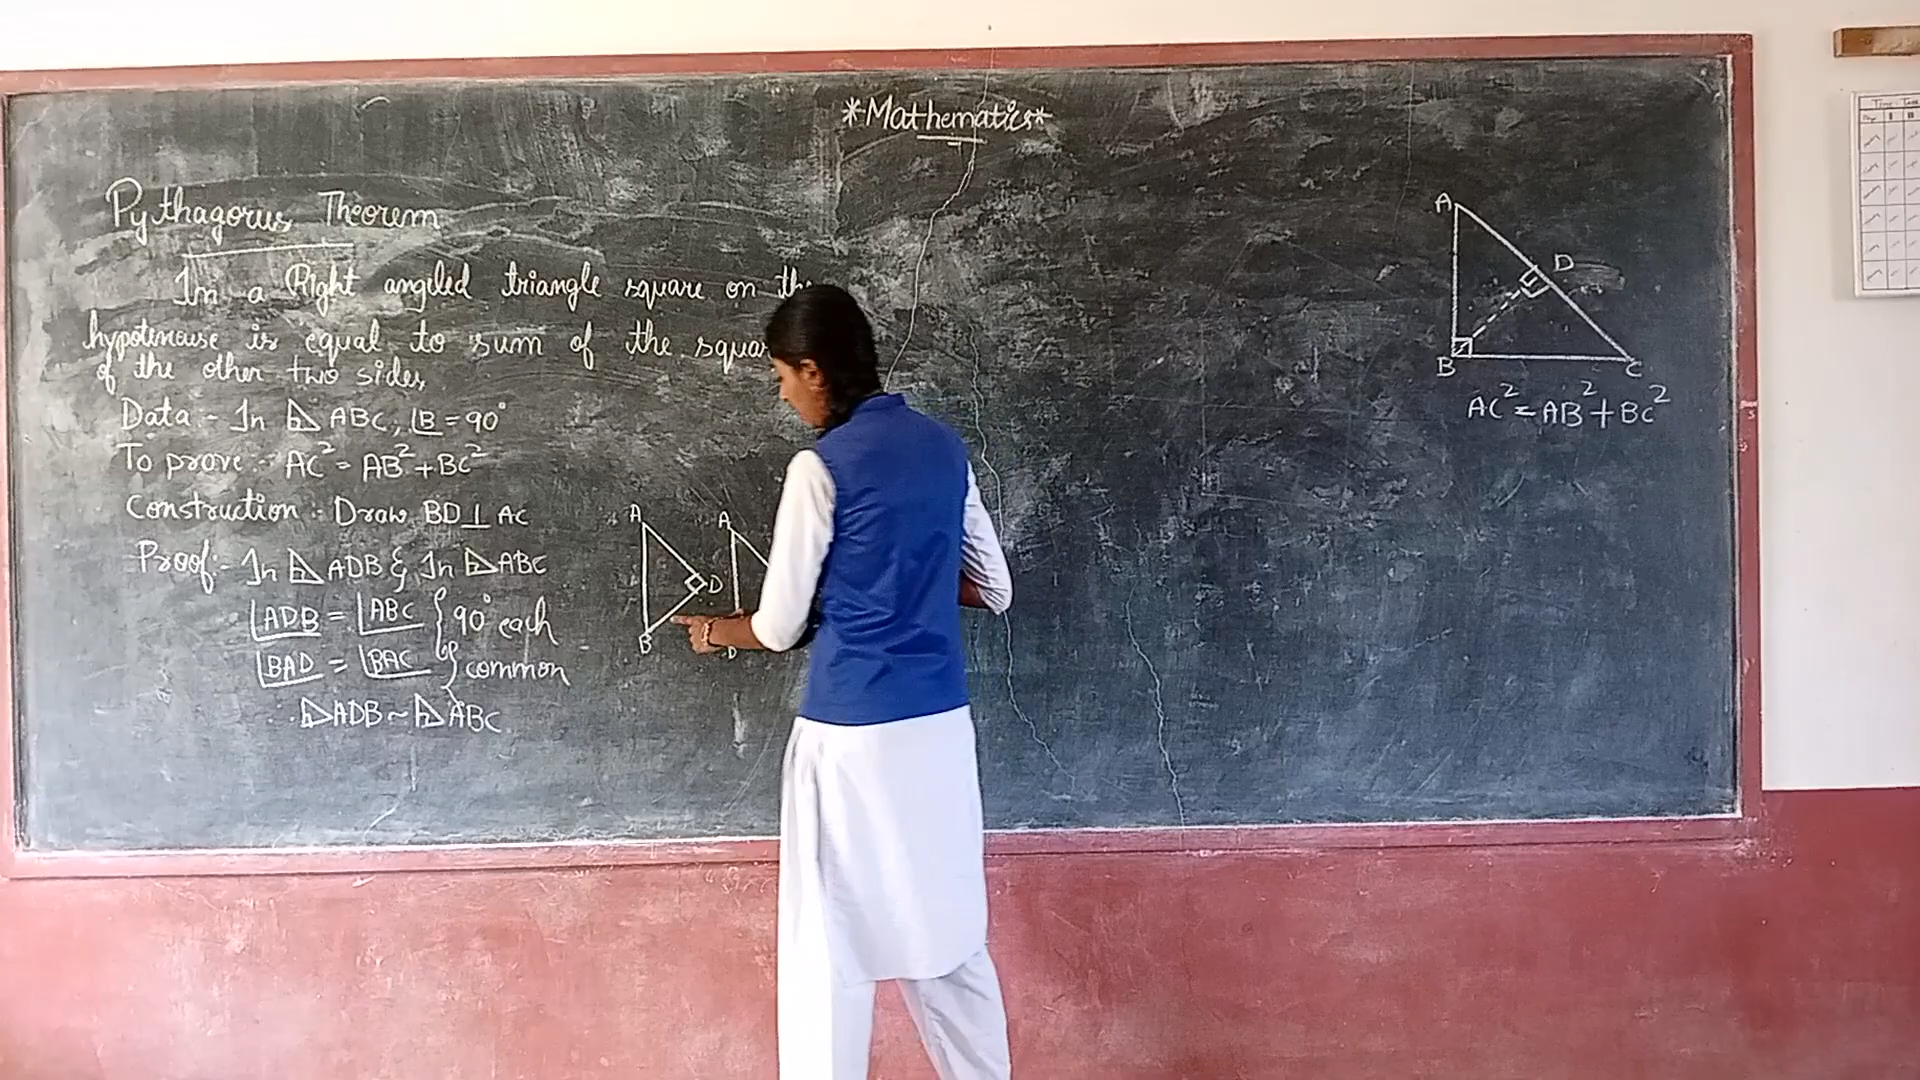 *Mathematics*
Pythagorus Theorem
In a Right angled triangle square on the
hypotenuse is equal to sum of the squar
of the other two sides,
Data :- In △ ABC, ∠B = 90°
To prove :- AC² = AB² + BC²
Construction :- Draw BD ⊥ AC
Proof :- In △ADB & In △ABC
∠ADB = ∠ABC } 90° each
∠BAD = ∠BAC } common
∴ △ADB ~ △ABC
A
D
B
A
A
D
B
C
AC² = AB² + BC²